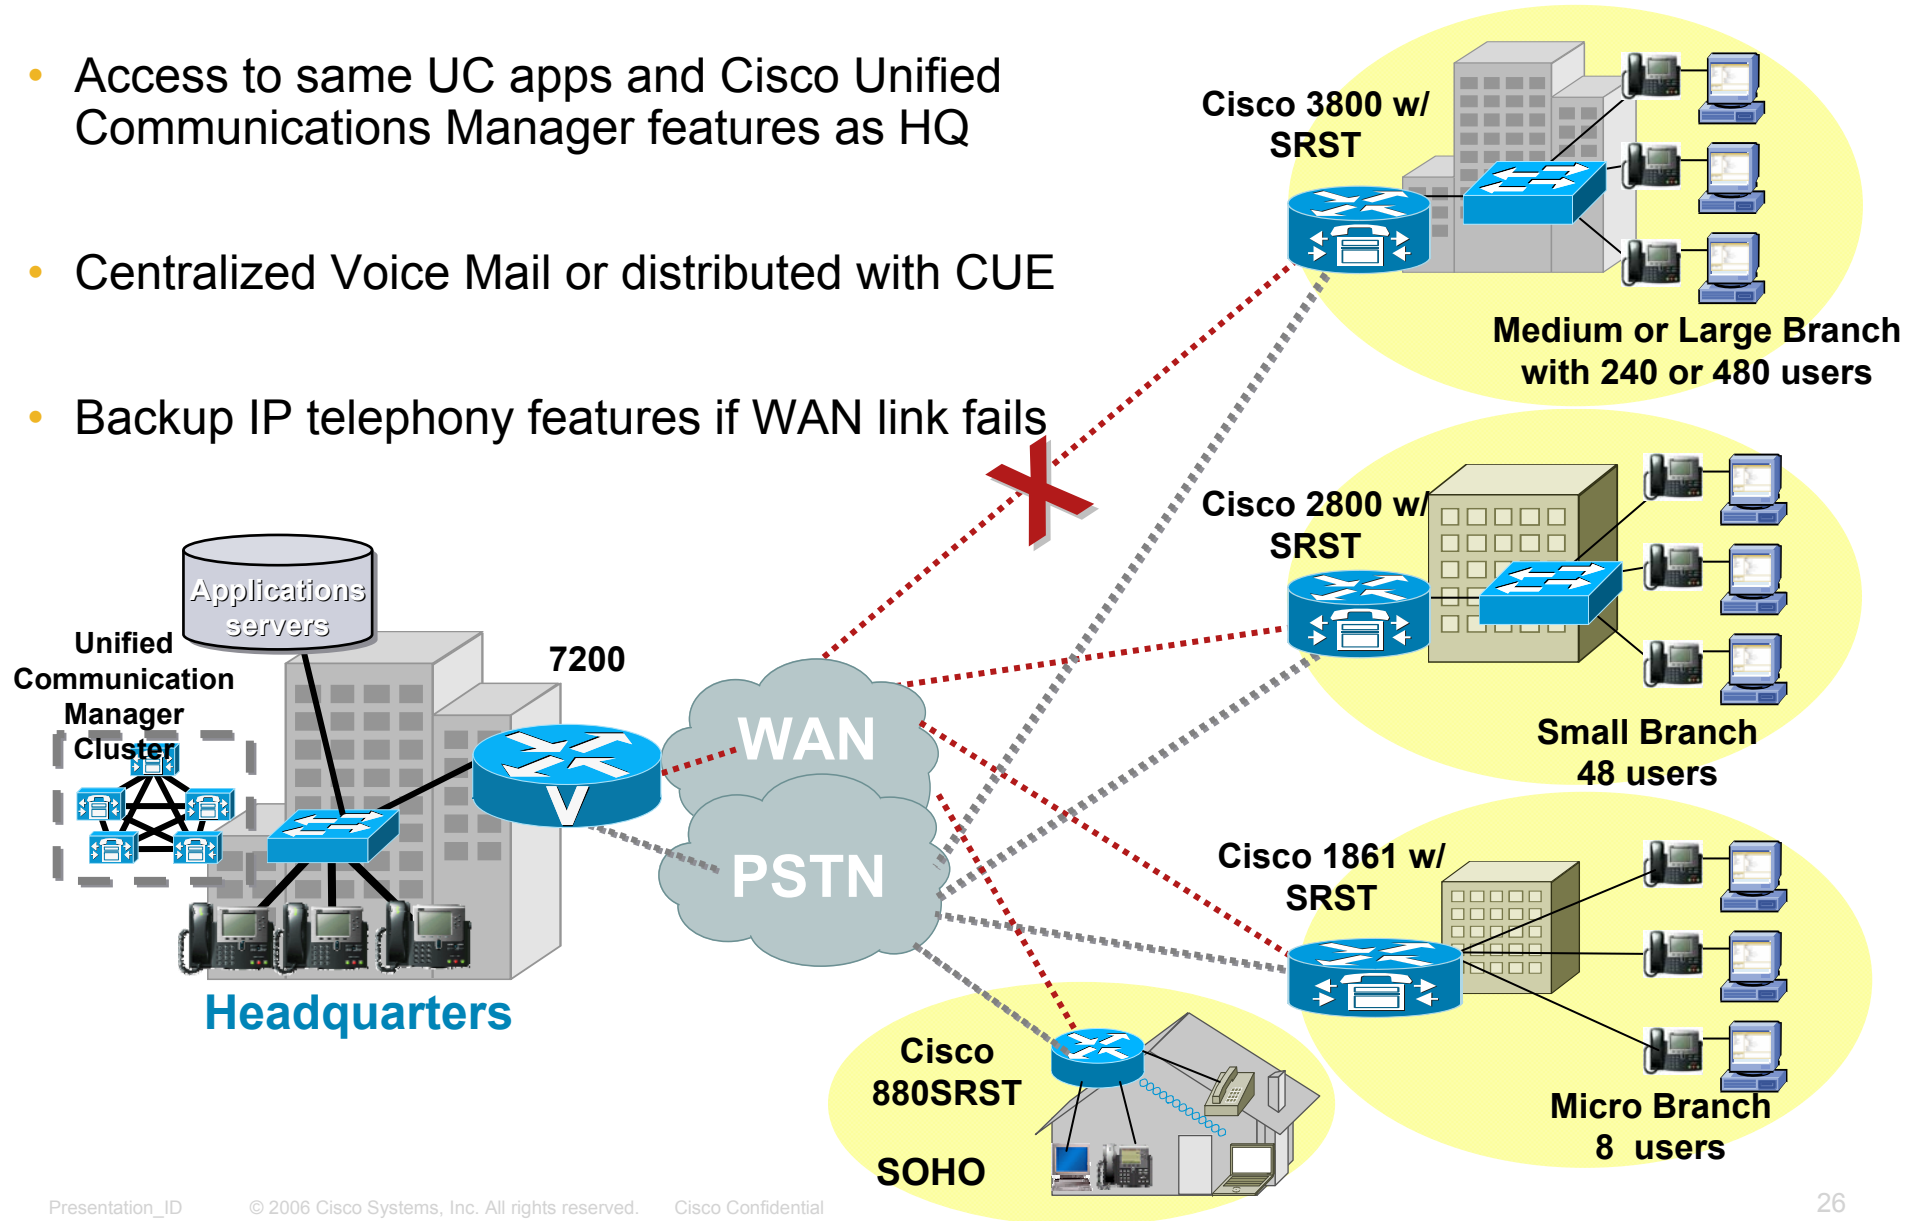 • Access to same UC apps and Cisco Unified
Communications Manager features as HQ
• Centralized Voice Mail or distributed with CUE
• Backup IP telephony features if WAN link fails
Cisco 3800 w/
SRST
Medium or Large Branch
with 240 or 480 users
Cisco 2800 w/
SRST
Small Branch
48 users
Applications
servers
Unified
Communication
Manager
Cluster
7200
V
WAN
PSTN
Headquarters
Cisco 1861 w/
SRST
Micro Branch
8 users
Cisco
880SRST
SOHO
Presentation_ID © 2006 Cisco Systems, Inc. All rights reserved. Cisco Confidential 26